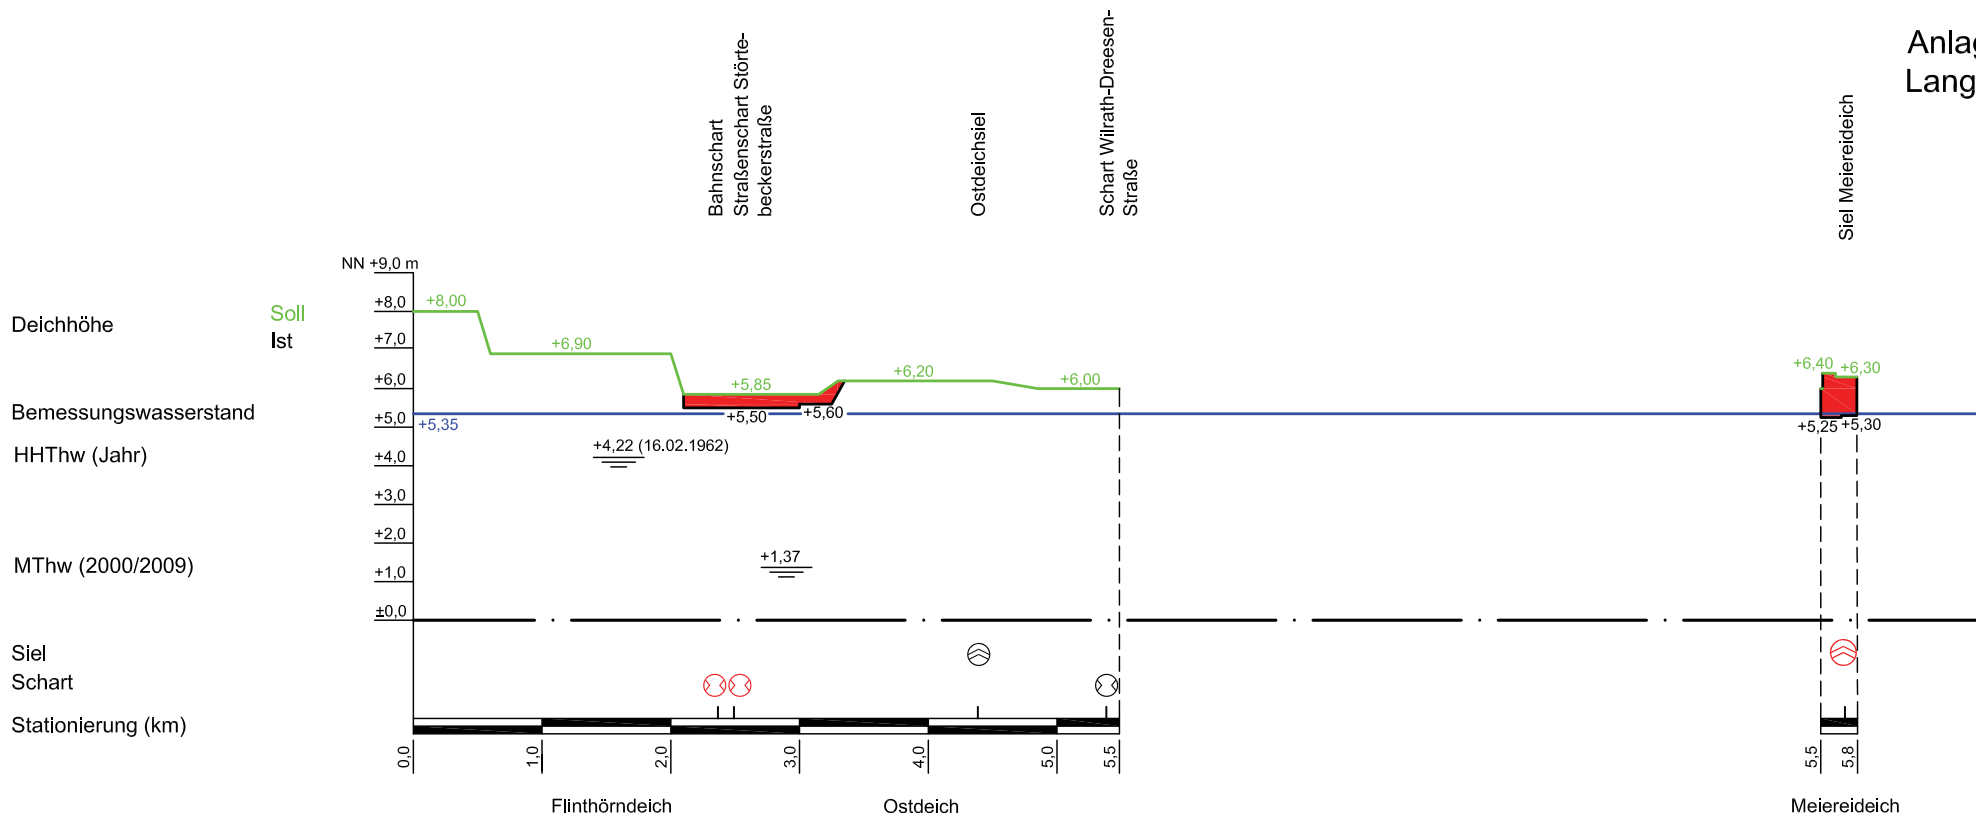 Anlag
Lang
Bahnschart
Straßenschart Störte-
beckerstraße
Ostdeichsiel
Schart Wilrath-Dreesen-
Straße
Siel Meiereideich
NN +9,0 m
+8,0
+7,0
+6,0
+5,0
+4,0
+3,0
+2,0
+1,0
±0,0
Deichhöhe
Soll
Ist
+8,00
+6,90
+5,85
+6,20
+6,00
+6,40
+6,30
Bemessungswasserstand
+5,35
+5,50
+5,60
+5,25
+5,30
HHThw (Jahr)
+4,22 (16.02.1962)
MThw (2000/2009)
+1,37
Siel
Schart
Stationierung (km)
0,0
1,0
2,0
3,0
4,0
5,0
5,5
5,5
5,8
Flinthörndeich
Ostdeich
Meiereideich